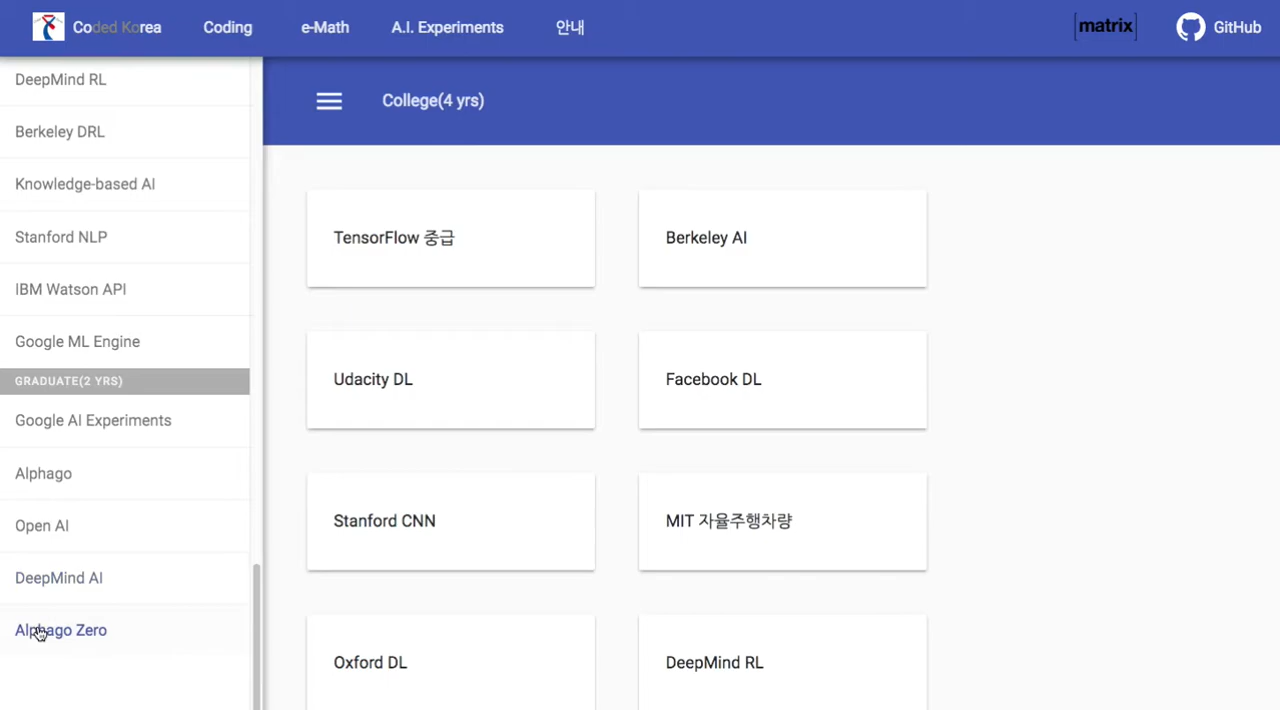 Coded Korea
Coding
e-Math
A.I. Experiments
안내
matrix
GitHub
DeepMind RL
Berkeley DRL
Knowledge-based AI
Stanford NLP
IBM Watson API
Google ML Engine
GRADUATE(2 YRS)
Google AI Experiments
Alphago
Open AI
DeepMind AI
Alphago Zero
College(4 yrs)
TensorFlow 중급
Berkeley AI
Udacity DL
Facebook DL
Stanford CNN
MIT 자율주행차량
Oxford DL
DeepMind RL